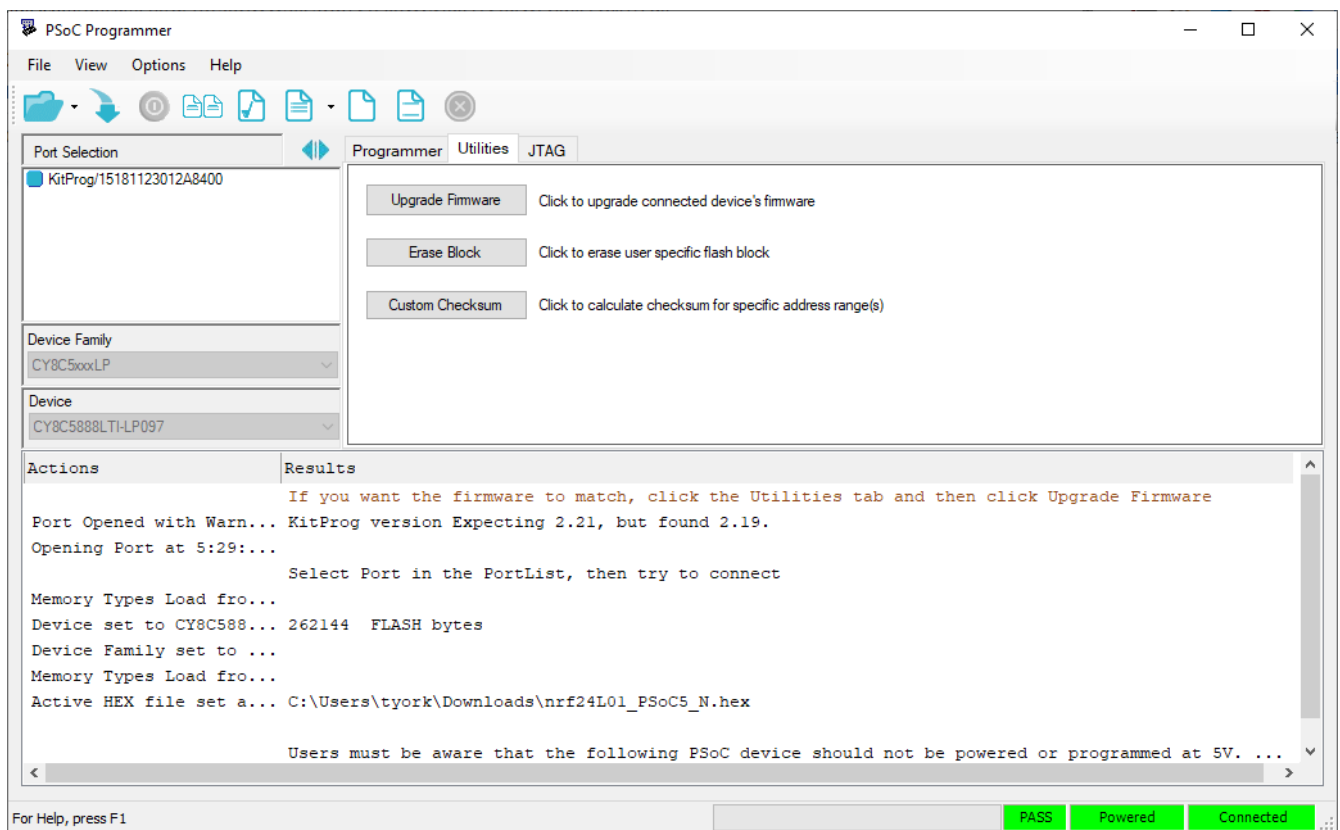 PSoC Programmer
File View Options Help
Port Selection
Programmer Utilities JTAG
KitProg/15181123012A8400
Upgrade Firmware Click to upgrade connected device's firmware
Erase Block Click to erase user specific flash block
Custom Checksum Click to calculate checksum for specific address range(s)
Device Family
CY8C5xxxLP
Device
CY8C5888LTI-LP097
Actions Results
If you want the firmware to match, click the Utilities tab and then click Upgrade Firmware
Port Opened with Warn... KitProg version Expecting 2.21, but found 2.19.
Opening Port at 5:29:...
Select Port in the PortList, then try to connect
Memory Types Load fro...
Device set to CY8C588... 262144 FLASH bytes
Device Family set to ...
Memory Types Load fro...
Active HEX file set a... C:\Users\tyork\Downloads\nrf24L01_PSoC5_N.hex
Users must be aware that the following PSoC device should not be powered or programmed at 5V. ...
For Help, press F1
PASS Powered Connected